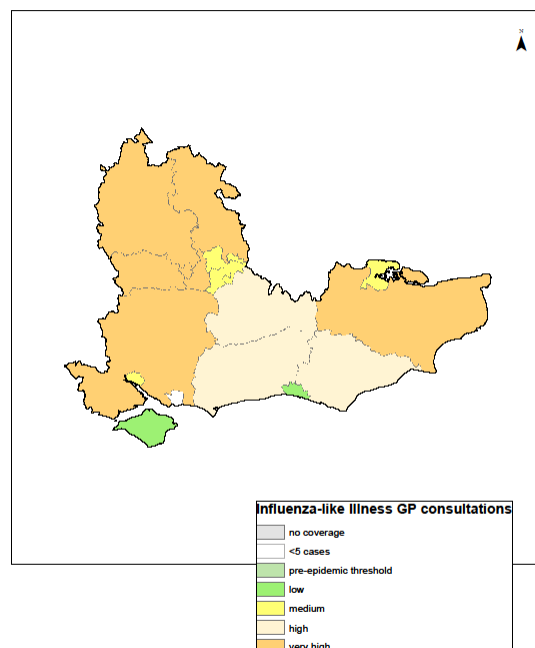 N
Influenza-like Illness GP consultations
no coverage
<5 cases
pre-epidemic threshold
low
medium
high
very high